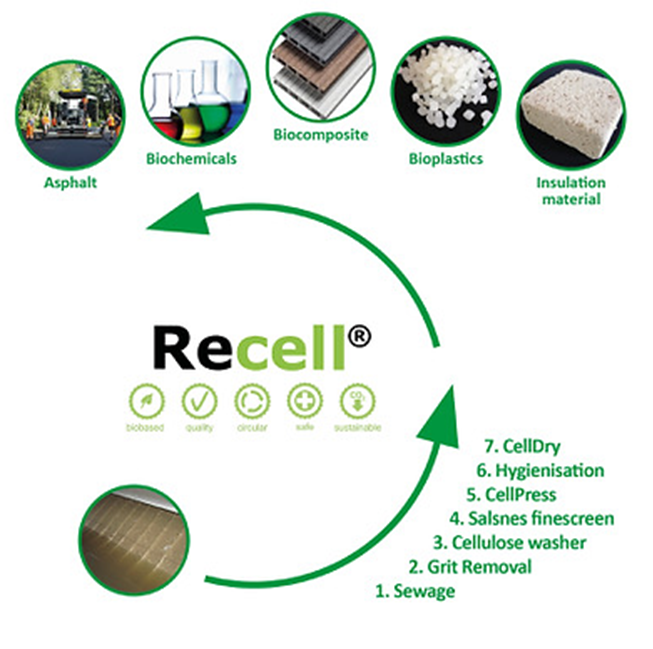 Asphalt
Biochemicals
Biocomposite
Bioplastics
Insulation
material
Recell®
biobased
quality
circular
safe
CO₂
sustainable
7. CellDry
6. Hygienisation
5. CellPress
4. Salsnes finescreen
3. Cellulose washer
2. Grit Removal
1. Sewage